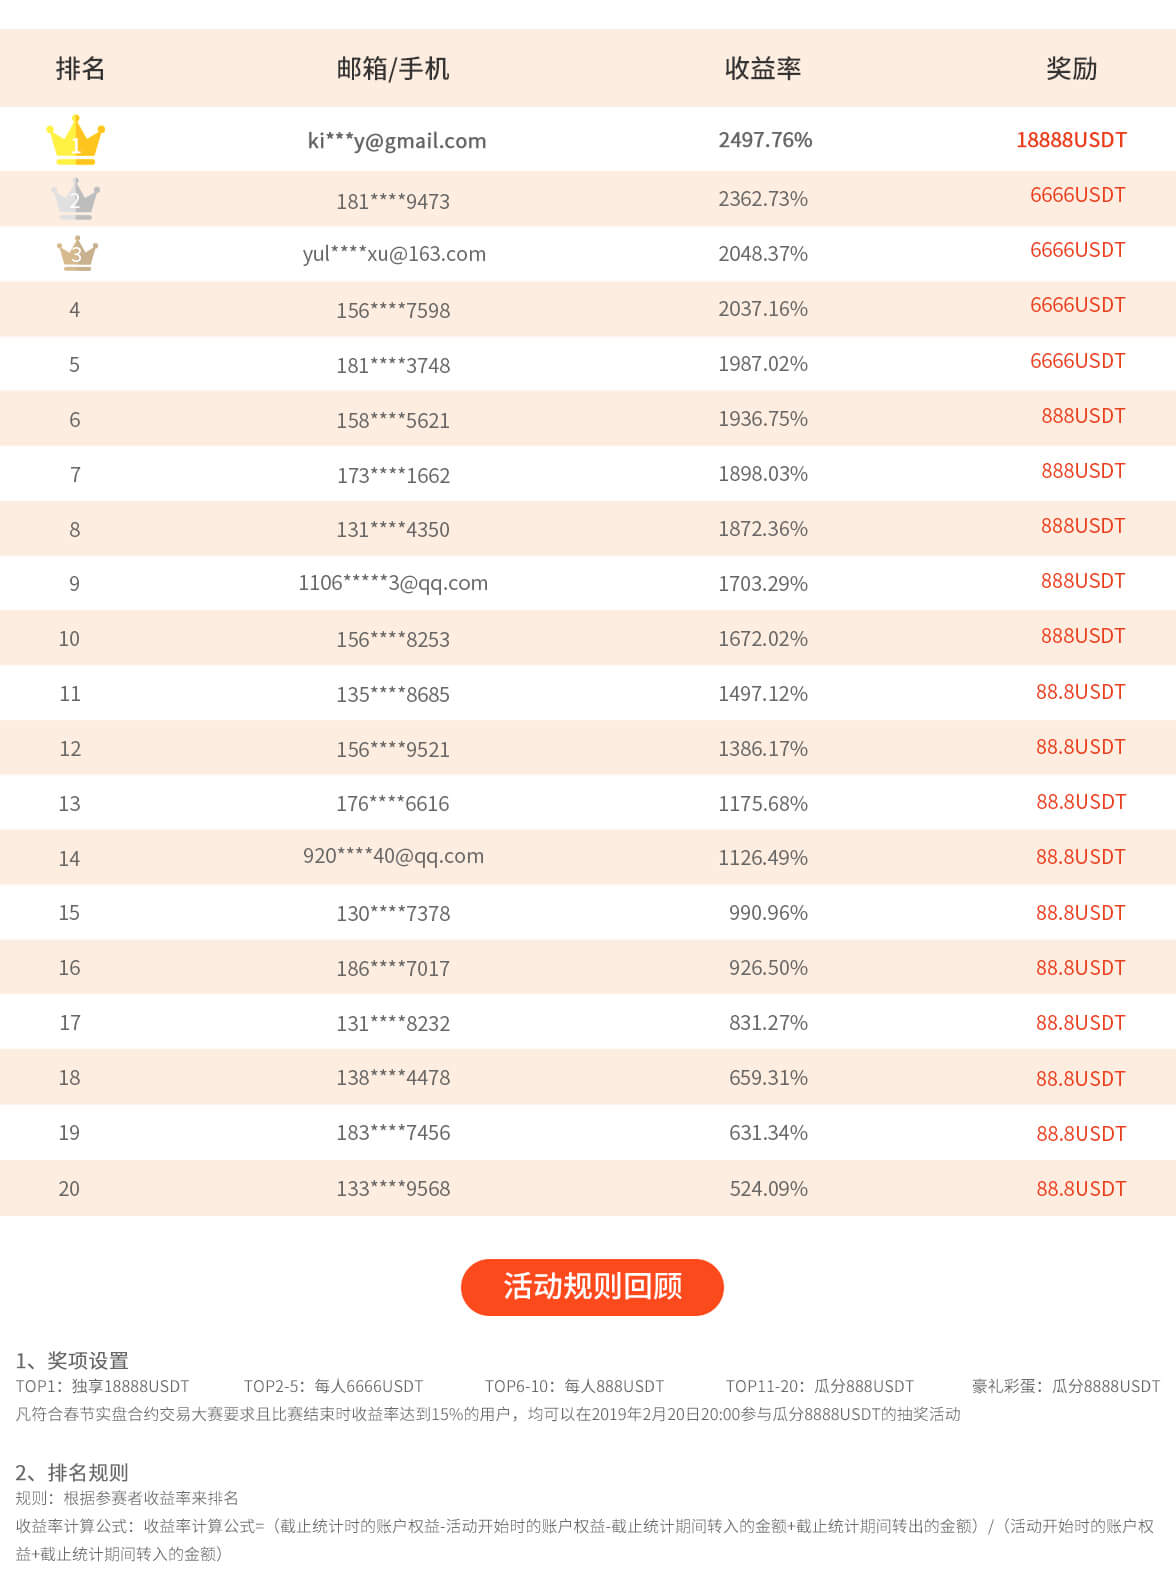 排名 邮箱/手机 收益率 奖励
1 ki***y@gmail.com 2497.76% 18888USDT
2 181****9473 2362.73% 6666USDT
3 yul****xu@163.com 2048.37% 6666USDT
4 156****7598 2037.16% 6666USDT
5 181****3748 1987.02% 6666USDT
6 158****5621 1936.75% 888USDT
7 173****1662 1898.03% 888USDT
8 131****4350 1872.36% 888USDT
9 1106*****3@qq.com 1703.29% 888USDT
10 156****8253 1672.02% 888USDT
11 135****8685 1497.12% 88.8USDT
12 156****9521 1386.17% 88.8USDT
13 176****6616 1175.68% 88.8USDT
14 920****40@qq.com 1126.49% 88.8USDT
15 130****7378 990.96% 88.8USDT
16 186****7017 926.50% 88.8USDT
17 131****8232 831.27% 88.8USDT
18 138****4478 659.31% 88.8USDT
19 183****7456 631.34% 88.8USDT
20 133****9568 524.09% 88.8USDT
活动规则回顾
1、奖项设置
TOP1：独享18888USDT TOP2-5：每人6666USDT TOP6-10：每人888USDT TOP11-20：瓜分888USDT 豪礼彩蛋：瓜分8888USDT
凡符合春节实盘合约交易大赛要求且比赛结束时收益率达到15%的用户，均可以在2019年2月20日20:00参与瓜分8888USDT的抽奖活动
2、排名规则
规则：根据参赛者收益率来排名
收益率计算公式：收益率计算公式=（截止统计时的账户权益-活动开始时的账户权益-截止统计期间转入的金额+截止统计期间转出的金额）/（活动开始时的账户权
益+截止统计期间转入的金额）